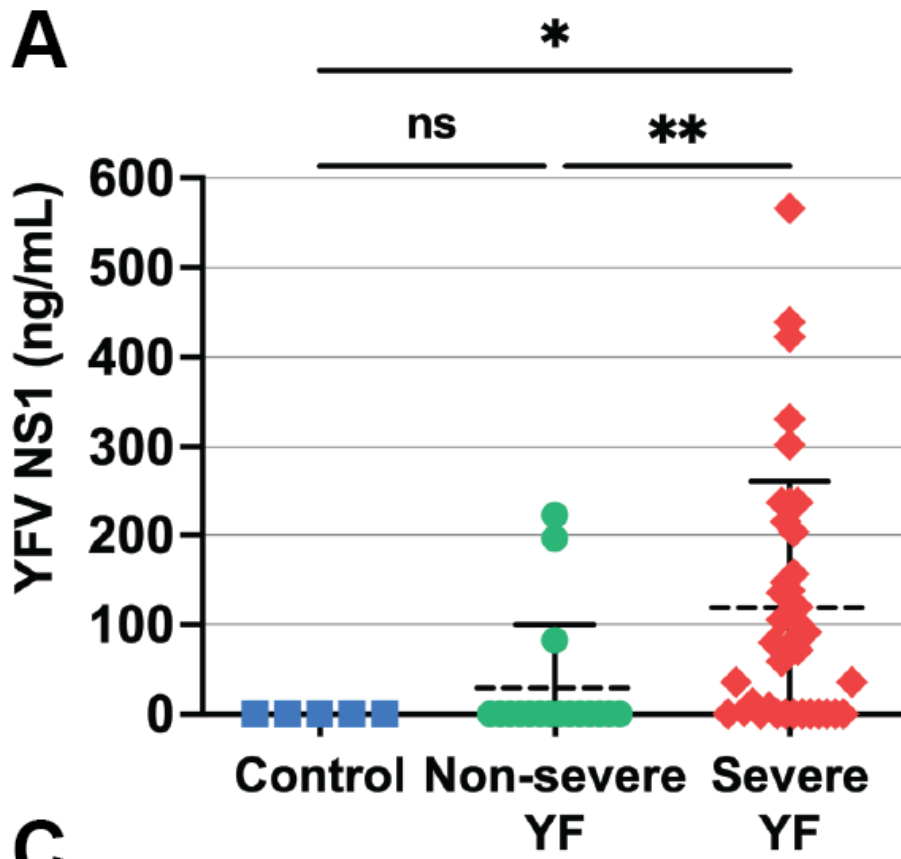 A
*
ns
**
YFV NS1 (ng/mL)
600
500
400
300
200
100
0
Control Non-severe YF Severe YF
C